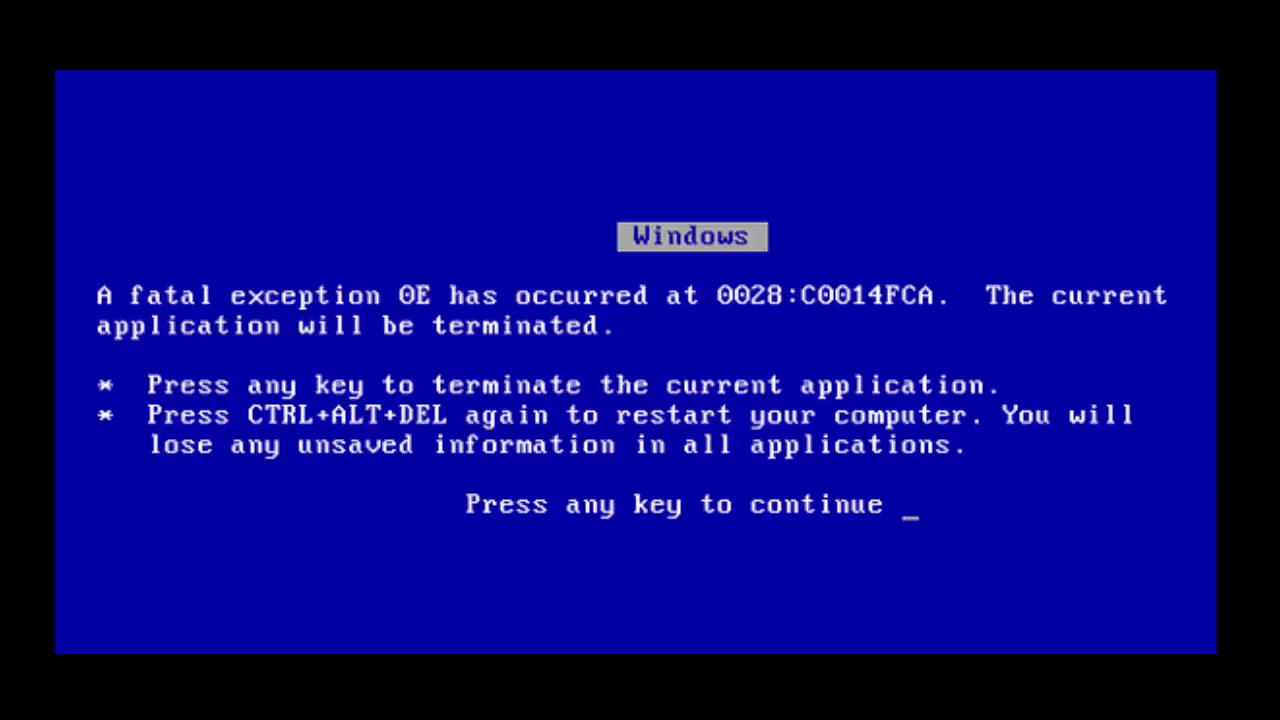 Windows
A fatal exception 0E has occurred at 0028:C0014FCA. The current
application will be terminated.
* Press any key to terminate the current application.
* Press CTRL+ALT+DEL again to restart your computer. You will
lose any unsaved information in all applications.
Press any key to continue _